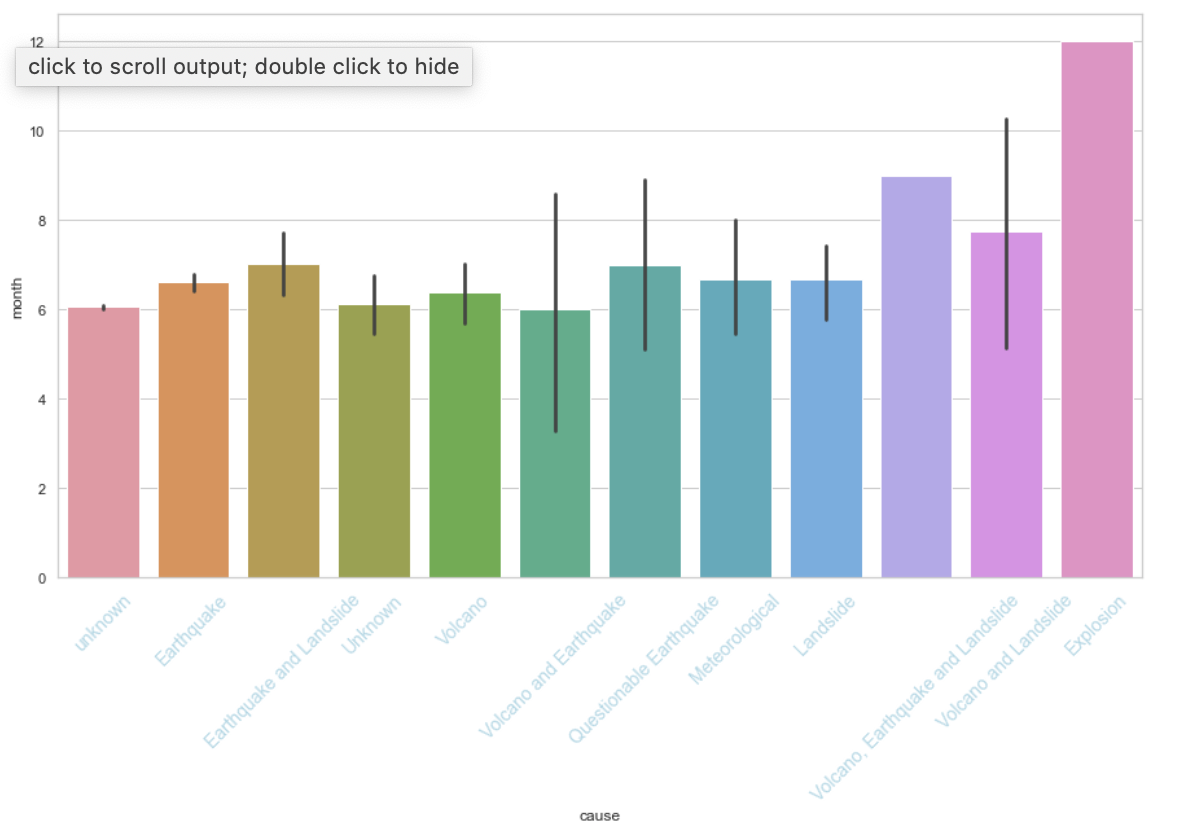 12
click to scroll output; double click to hide
10
8
month
6
4
2
0
unknown
Earthquake
Earthquake and Landslide
Unknown
Volcano
Volcano and Earthquake
Questionable Earthquake
Meteorological
Landslide
Volcano, Earthquake and Landslide
Volcano and Landslide
Explosion
cause